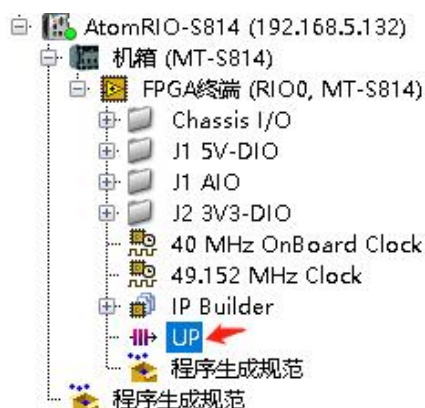 AtomRIO-S814 (192.168.5.132)
机箱 (MT-S814)
FPGA终端 (RIO0, MT-S814)
Chassis I/O
J1 5V-DIO
J1 AIO
J2 3V3-DIO
40 MHz OnBoard Clock
49.152 MHz Clock
IP Builder
UP
程序生成规范
程序生成规范